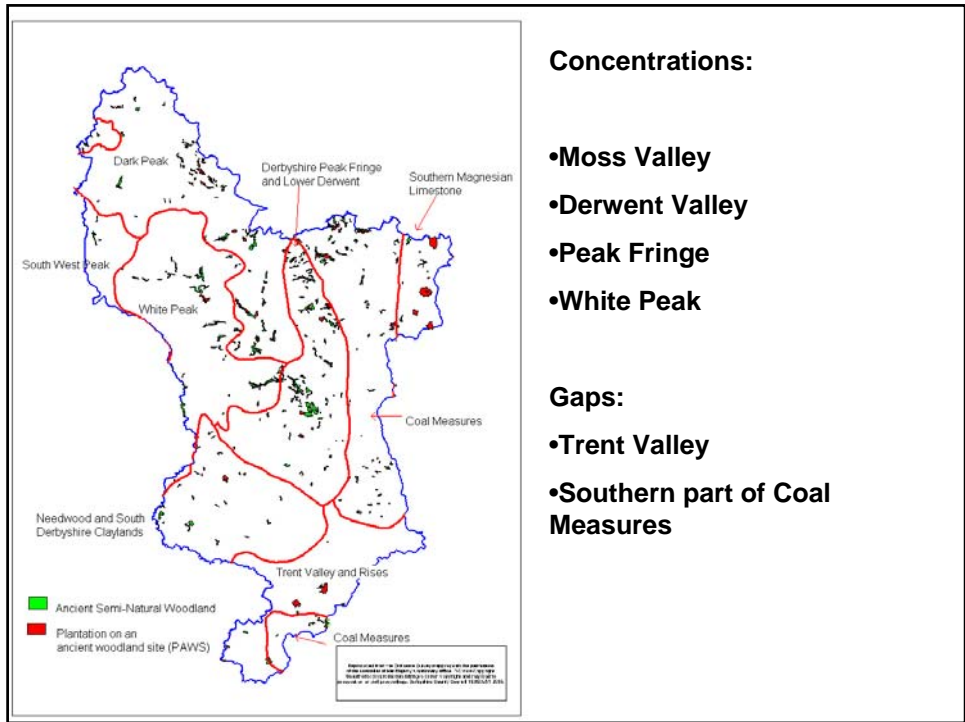 Dark Peak
Derbyshire Peak Fringe
and Lower Derwent
Southern Magnesian
Limestone
South West Peak
White Peak
Coal Measures
Needwood and South
Derbyshire Claylands
Trent Valley and Rises
Ancient Semi-Natural Woodland
Plantation on an
ancient woodland site (PAWS)
Coal Measures
Concentrations:
•Moss Valley
•Derwent Valley
•Peak Fringe
•White Peak
Gaps:
•Trent Valley
•Southern part of Coal
Measures